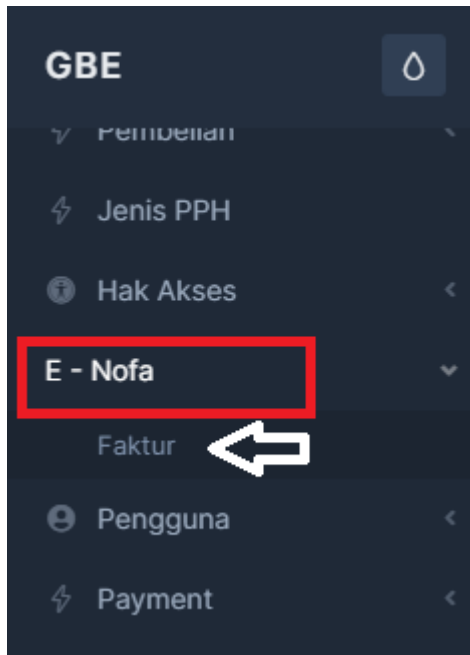 GBE
Pembelian
Jenis PPH
Hak Akses
E - Nofa
Faktur
Pengguna
Payment